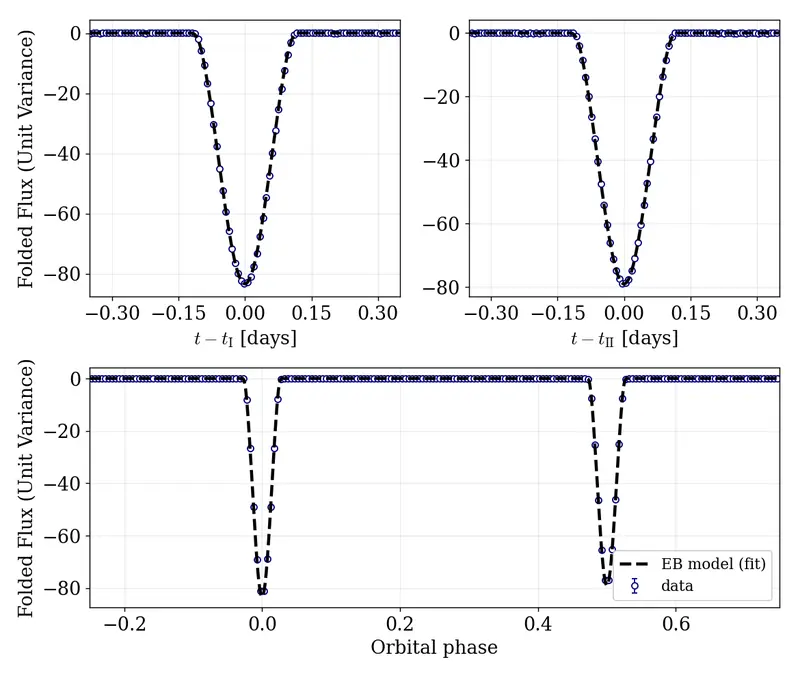 Folded Flux (Unit Variance)
0
−20
−40
−60
−80
−0.30 −0.15 0.00 0.15 0.30
t − t_I [days]
0
−20
−40
−60
−80
−0.30 −0.15 0.00 0.15 0.30
t − t_II [days]
Folded Flux (Unit Variance)
0
−20
−40
−60
−80
EB model (fit)
data
−0.2 0.0 0.2 0.4 0.6
Orbital phase